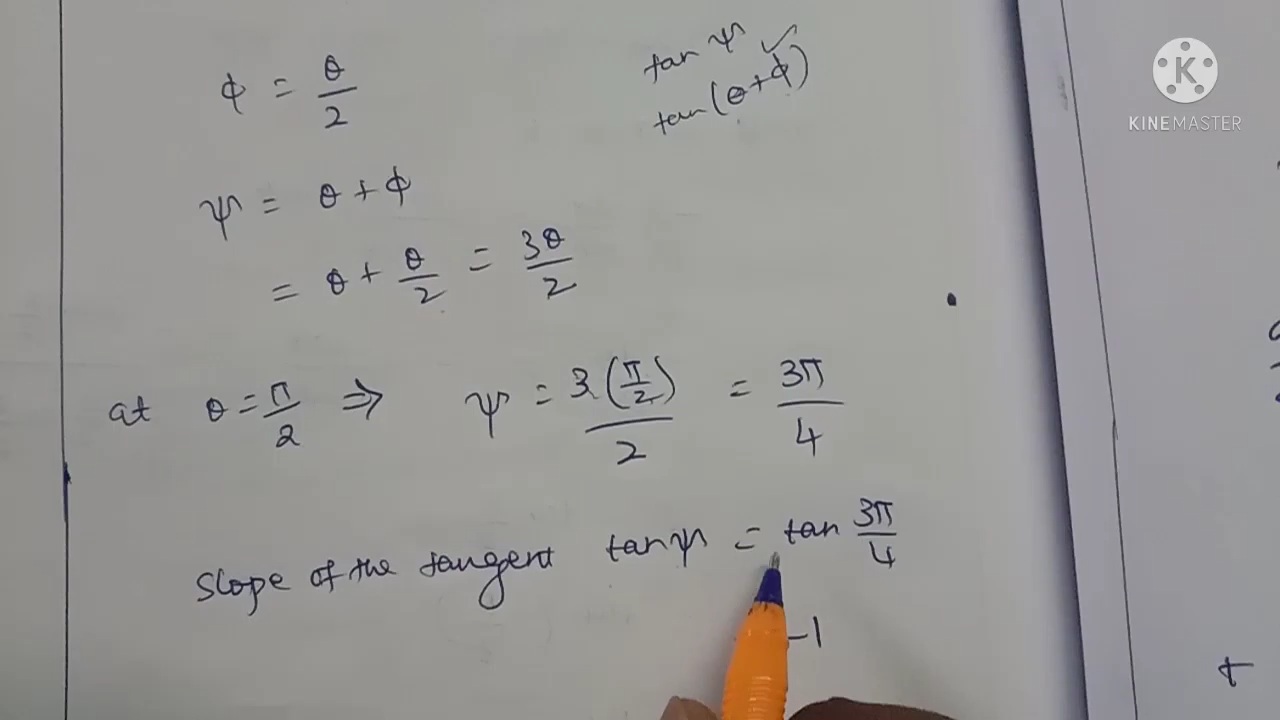 ϕ = θ/2
tan ψ ✓
tan(θ+ϕ)
ψ = θ + ϕ
= θ + θ/2 = 3θ/2
at θ = π/2 ⇒ ψ = 3(π/2)/2 = 3π/4
Slope of the tangent tanψ = tan 3π/4
-1
KINEMASTER